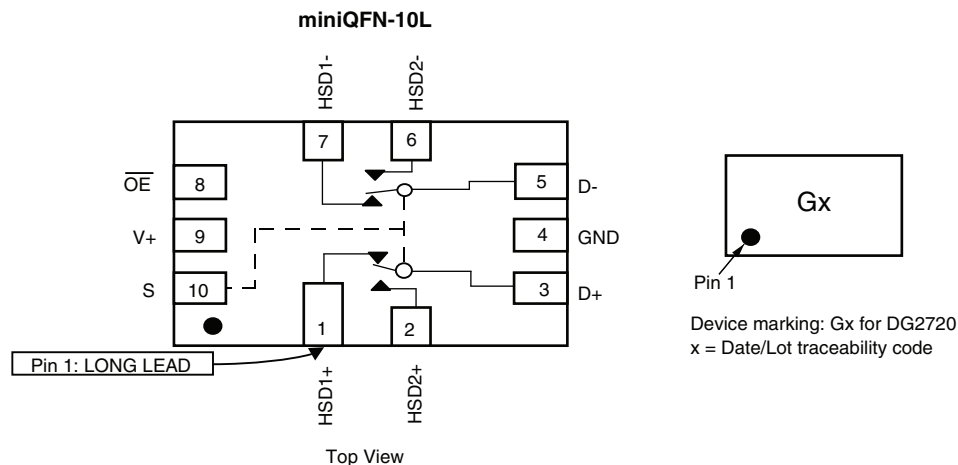 miniQFN-10L
HSD1-
HSD2-
7
6
OE
8
5
D-
V+
9
4
GND
S
10
3
D+
1
2
Pin 1: LONG LEAD
HSD1+
HSD2+
Top View
Gx
Pin 1
Device marking: Gx for DG2720
x = Date/Lot traceability code